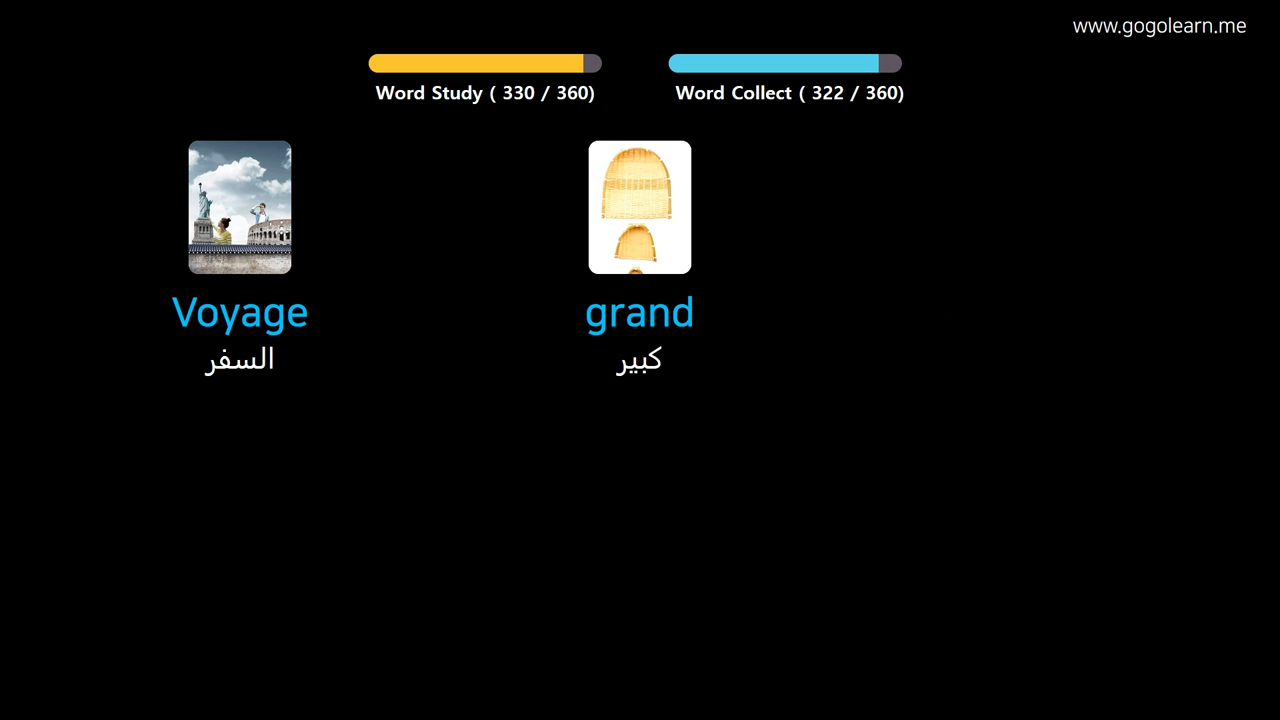 www.gogolearn.me
Word Study ( 330 / 360)
Word Collect ( 322 / 360)
Voyage
السفر
grand
كبير